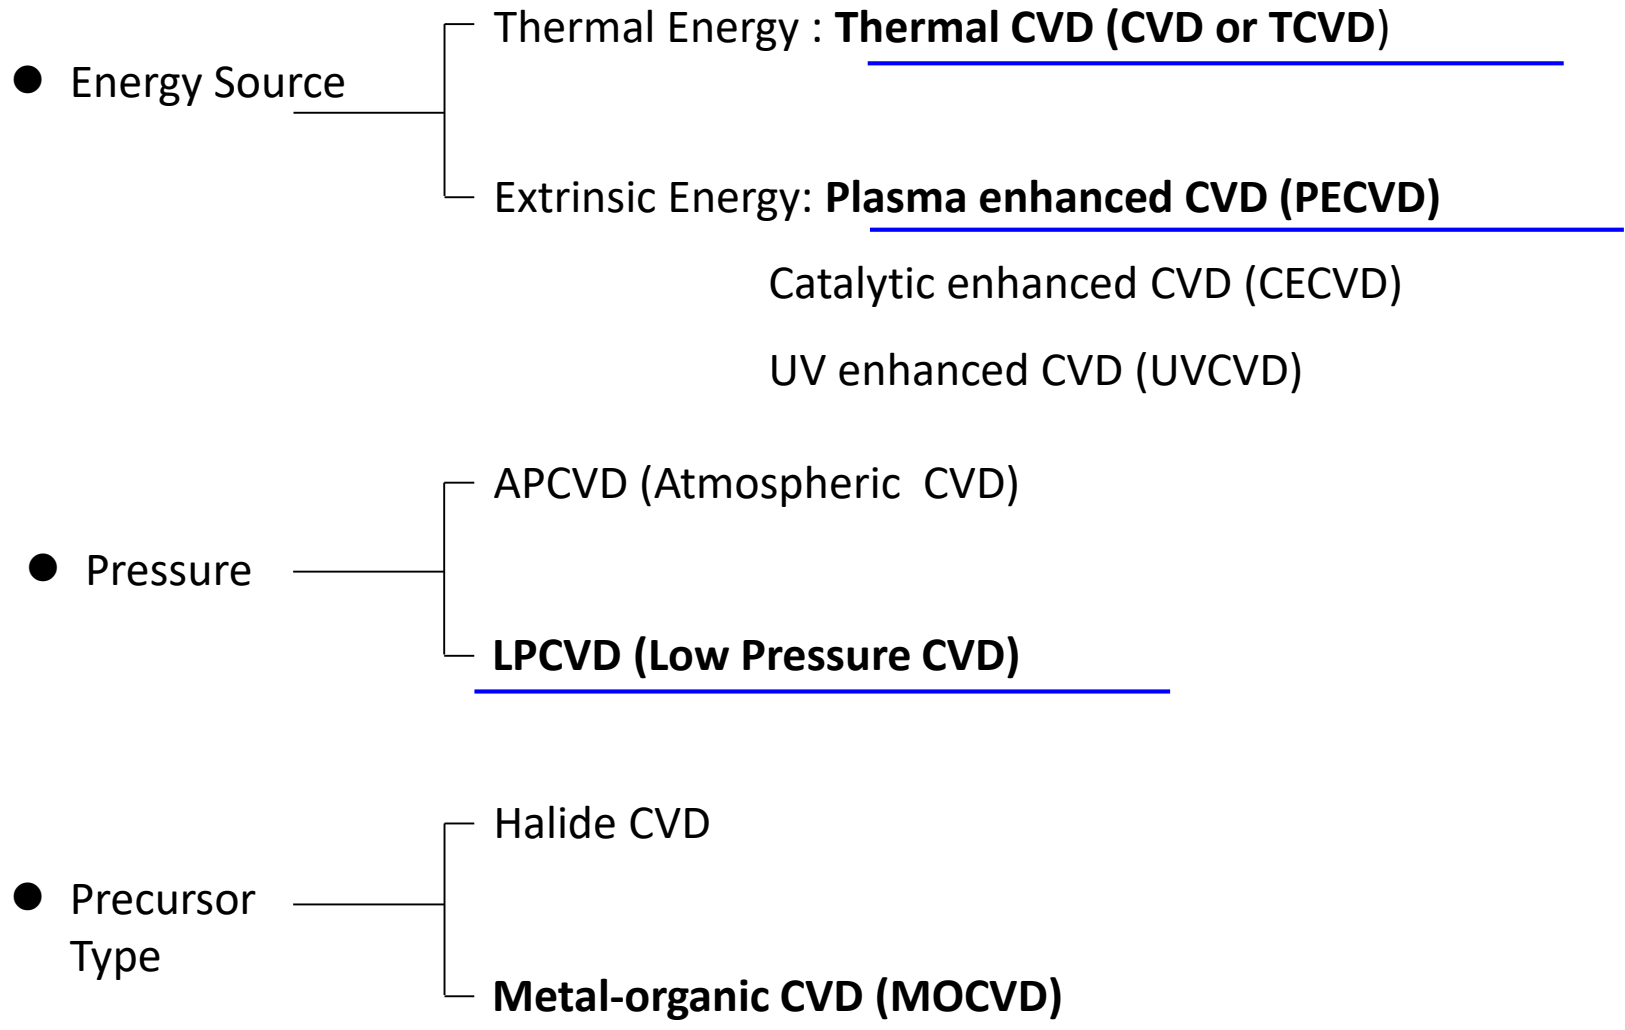 Thermal Energy : Thermal CVD (CVD or TCVD)
● Energy Source
Extrinsic Energy: Plasma enhanced CVD (PECVD)
Catalytic enhanced CVD (CECVD)
UV enhanced CVD (UVCVD)
APCVD (Atmospheric  CVD)
● Pressure
LPCVD (Low Pressure CVD)
Halide CVD
● Precursor
Type
Metal-organic CVD (MOCVD)